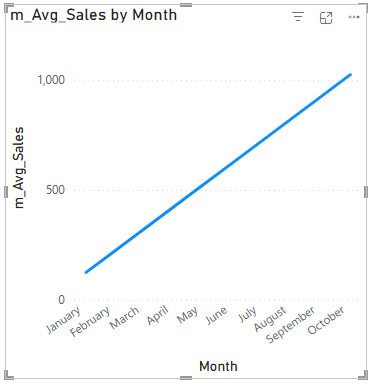 m_Avg_Sales by Month
1,000
500
0
m_Avg_Sales
January
February
March
April
May
June
July
August
September
October
Month